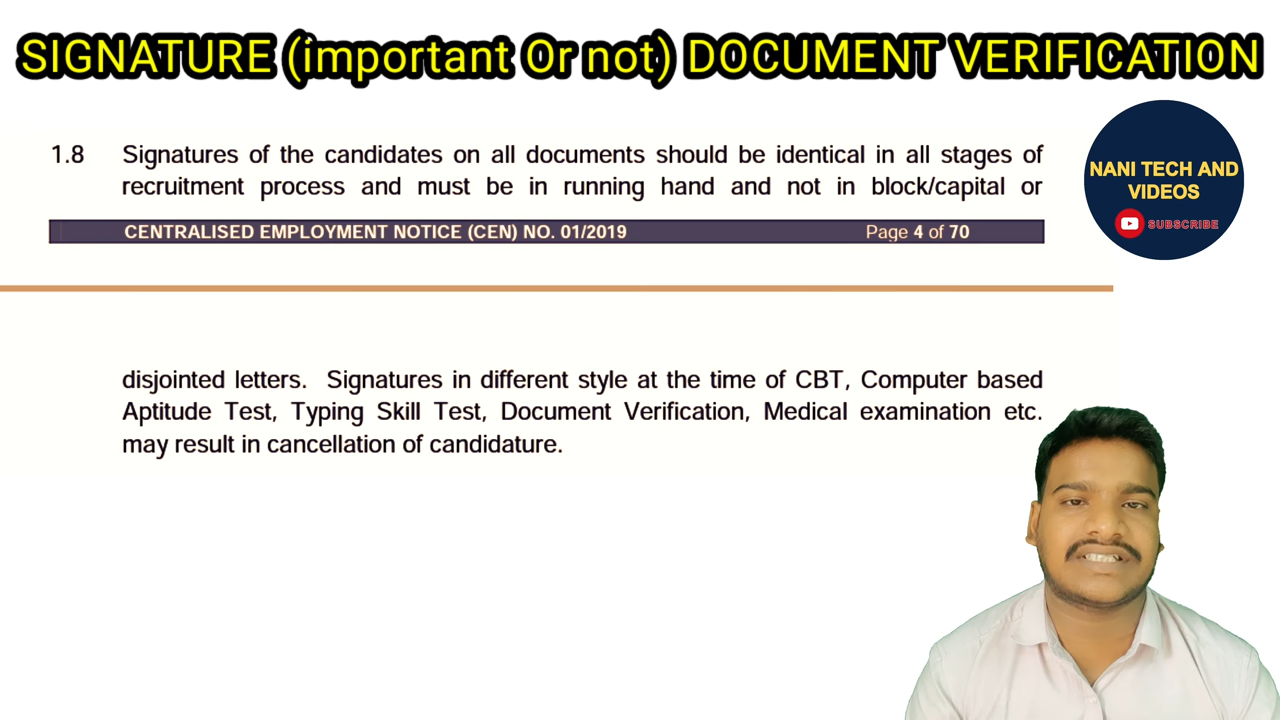 SIGNATURE (important Or not) DOCUMENT VERIFICATION
1.8 Signatures of the candidates on all documents should be identical in all stages of
recruitment process and must be in running hand and not in block/capital or
CENTRALISED EMPLOYMENT NOTICE (CEN) NO. 01/2019 Page 4 of 70
NANI TECH AND
VIDEOS
SUBSCRIBE
disjointed letters. Signatures in different style at the time of CBT, Computer based
Aptitude Test, Typing Skill Test, Document Verification, Medical examination etc.
may result in cancellation of candidature.